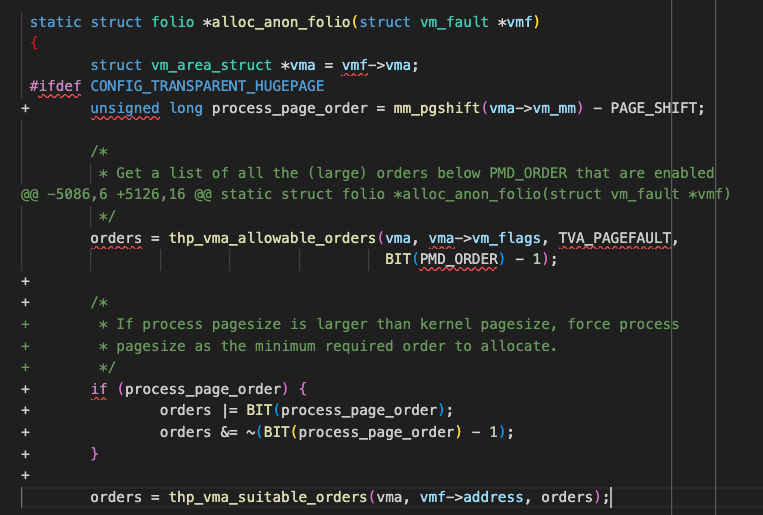 static struct folio *alloc_anon_folio(struct vm_fault *vmf)
{
        struct vm_area_struct *vma = vmf->vma;
#ifdef CONFIG_TRANSPARENT_HUGEPAGE
+       unsigned long process_page_order = mm_pgshift(vma->vm_mm) - PAGE_SHIFT;

        /*
         * Get a list of all the (large) orders below PMD_ORDER that are enabled
@@ -5086,6 +5126,16 @@ static struct folio *alloc_anon_folio(struct vm_fault *vmf)
         */
        orders = thp_vma_allowable_orders(vma, vma->vm_flags, TVA_PAGEFAULT,
                                          BIT(PMD_ORDER) - 1);
+
+       /*
+        * If process pagesize is larger than kernel pagesize, force process
+        * pagesize as the minimum required order to allocate.
+        */
+       if (process_page_order) {
+               orders |= BIT(process_page_order);
+               orders &= ~(BIT(process_page_order) - 1);
+       }
+
        orders = thp_vma_suitable_orders(vma, vmf->address, orders);